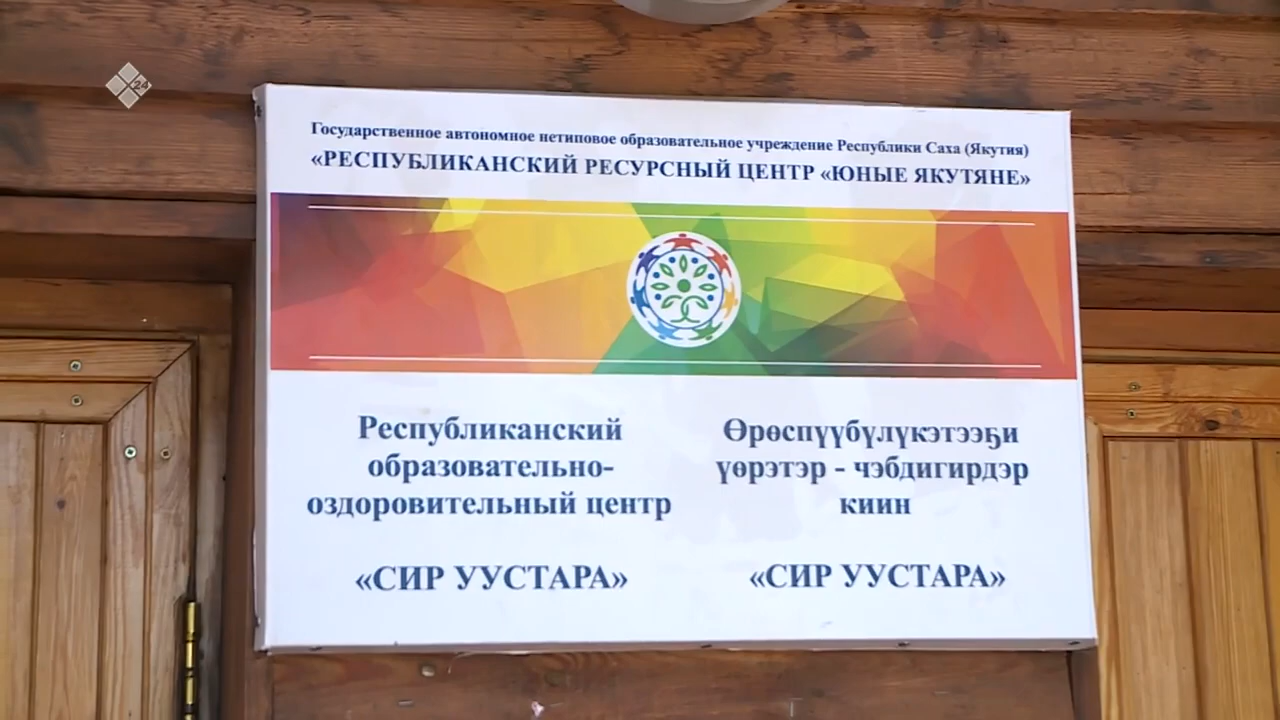 24
Государственное автономное нетиповое образовательное учреждение Республики Саха (Якутия)
«РЕСПУБЛИКАНСКИЙ РЕСУРСНЫЙ ЦЕНТР «ЮНЫЕ ЯКУТЯНЕ»
Республиканский
образовательно-
оздоровительный центр
«СИР УУСТАРА»
Өрөспүүбүлүкэтээҕи
үөрэтэр - чэбдигирдэр
киин
«СИР УУСТАРА»